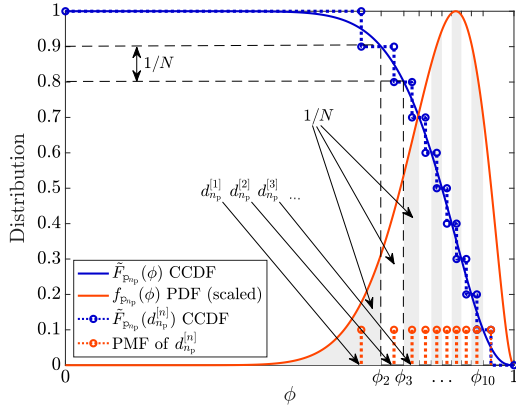 1
0.9
0.8
0.7
0.6
0.5
0.4
0.3
0.2
0.1
0
Distribution
1/N
1/N
d_{n_p}^{[1]} d_{n_p}^{[2]} d_{n_p}^{[3]} ...
F̃_{p_{n_p}}(ϕ) CCDF
f_{p_{n_p}}(ϕ) PDF (scaled)
F̃_{p_{n_p}}(d_{n_p}^{[n]}) CCDF
PMF of d_{n_p}^{[n]}
0 ϕ_2 ϕ_3 ... ϕ_{10} 1
ϕ